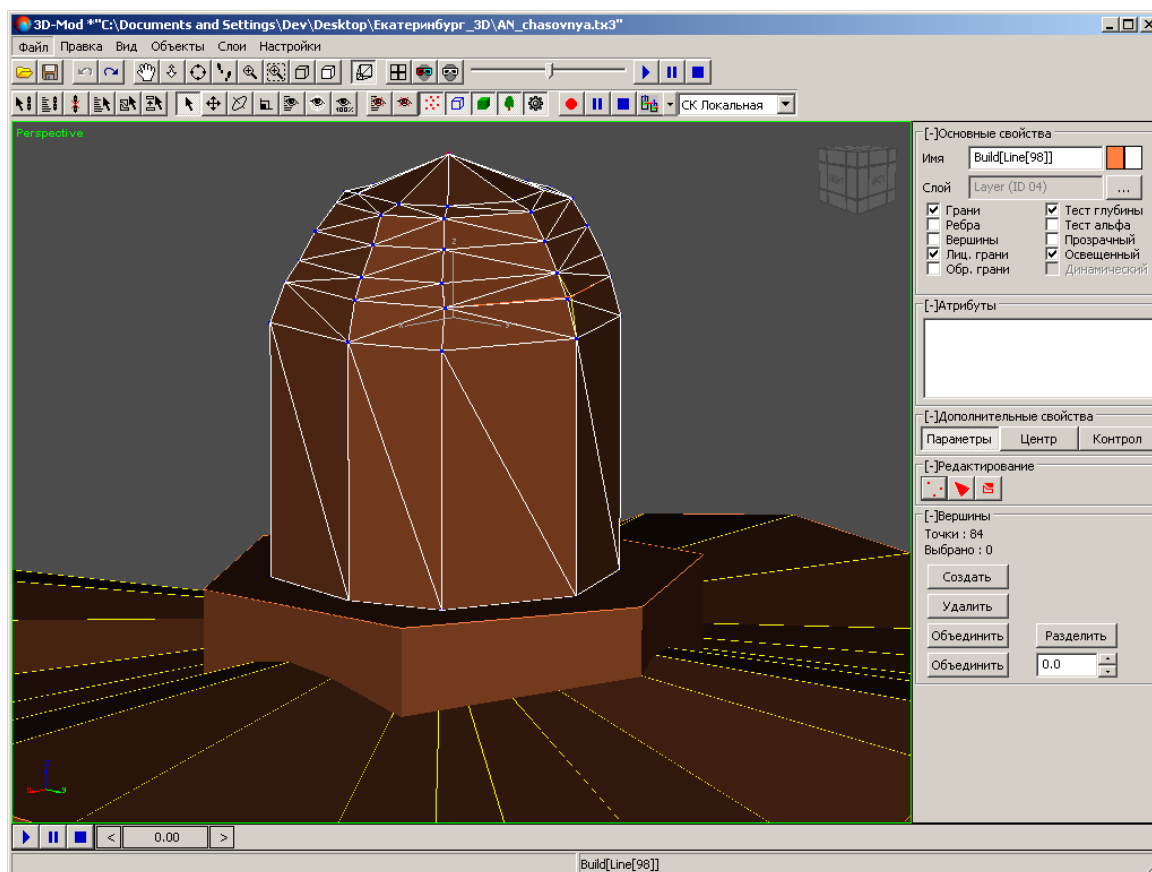 3D-Mod *"C:\Documents and Settings\Dev\Desktop\Екатеринбург_3D\AN_chasovnya.tx3"
Файл Правка Вид Объекты Слои Настройки
100%
СК Локальная
Perspective
[-]Основные свойства
Имя Build[Line[98]]
Слой Layer (ID 04) ...
Грани Тест глубины
Ребра Тест альфа
Вершины Прозрачный
Лиц. грани Освещенный
Обр. грани Динамический
[-]Атрибуты
[-]Дополнительные свойства
Параметры Центр Контрол
[-]Редактирование
[-]Вершины
Точки : 84
Выбрано : 0
Создать
Удалить
Объединить Разделить
Объединить 0.0
z
< 0.00 >
Build[Line[98]]